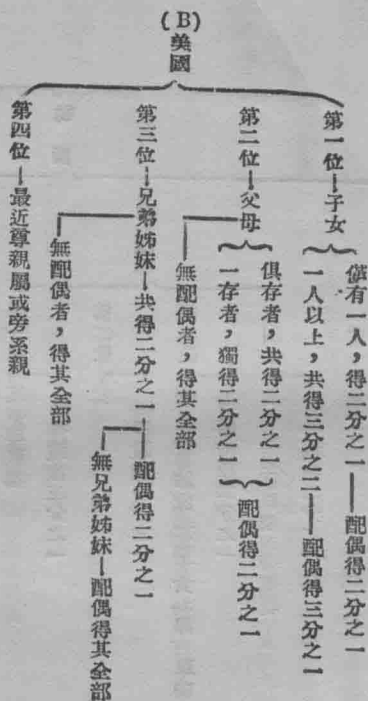 (B)
美國
第一位—子女
僅有一人,得二分之一——配偶得二分之一
一人以上,共得三分之二——配偶得三分之一
第二位—父母
俱存者,共得二分之一
一存者,獨得二分之一
配偶得二分之一
無配偶者,得其全部
第三位—兄弟姊妹—共得二分之一——配偶得二分之一
無兄弟姊妹—配偶得其全部
無配偶者,得其全部
第四位—最近尊親屬或旁系親